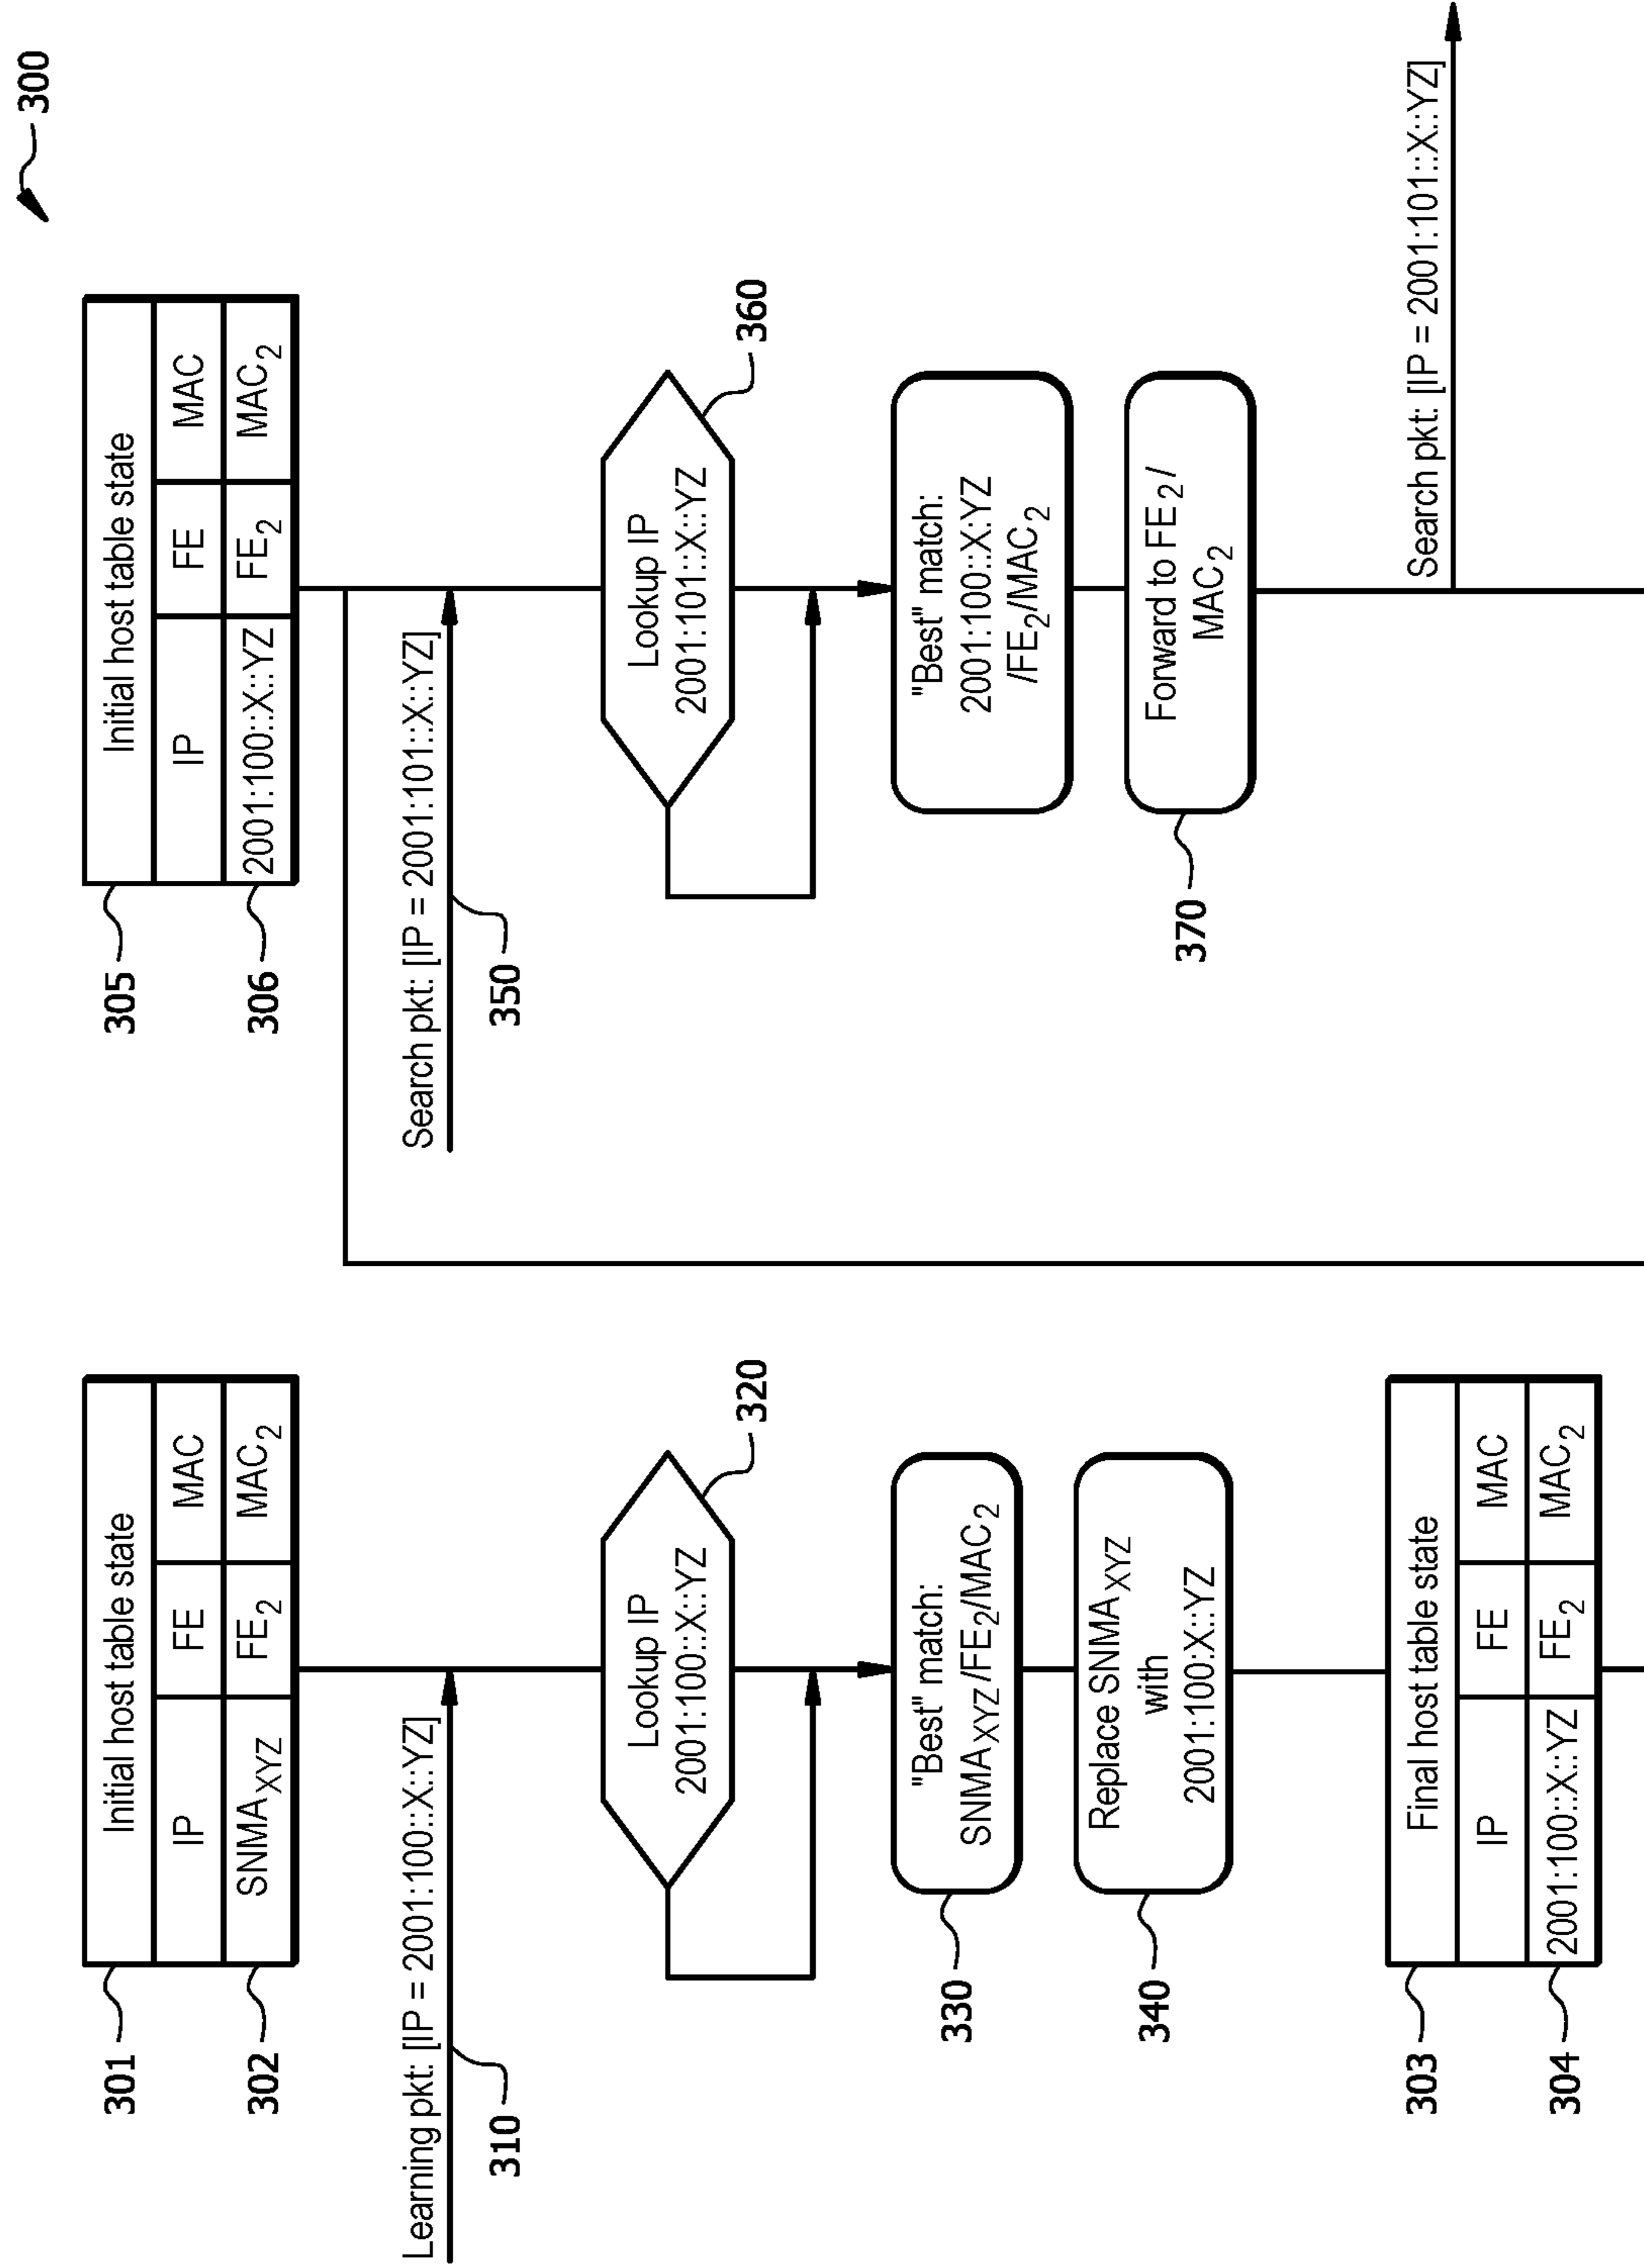 300
Initial host table state
IP FE MAC
SNMAXYZ FE2 MAC2
301
302
Learning pkt: [IP = 2001:100::X::YZ]
310
Lookup IP
2001:100::X::YZ
320
"Best" match:
SNMAXYZ/FE2/MAC2
330
Replace SNMAXYZ
with
2001:100:X::YZ
340
Final host table state
IP FE MAC
2001:100::X::YZ FE2 MAC2
303
304
Initial host table state
IP FE MAC
2001:100::X::YZ FE2 MAC2
305
306
Search pkt: [IP = 2001:101::X::YZ]
350
Lookup IP
2001:101::X::YZ
360
"Best" match:
2001:100::X:YZ
/FE2/MAC2
Forward to FE2/
MAC2
370
Search pkt: [IP = 2001:101::X::YZ]